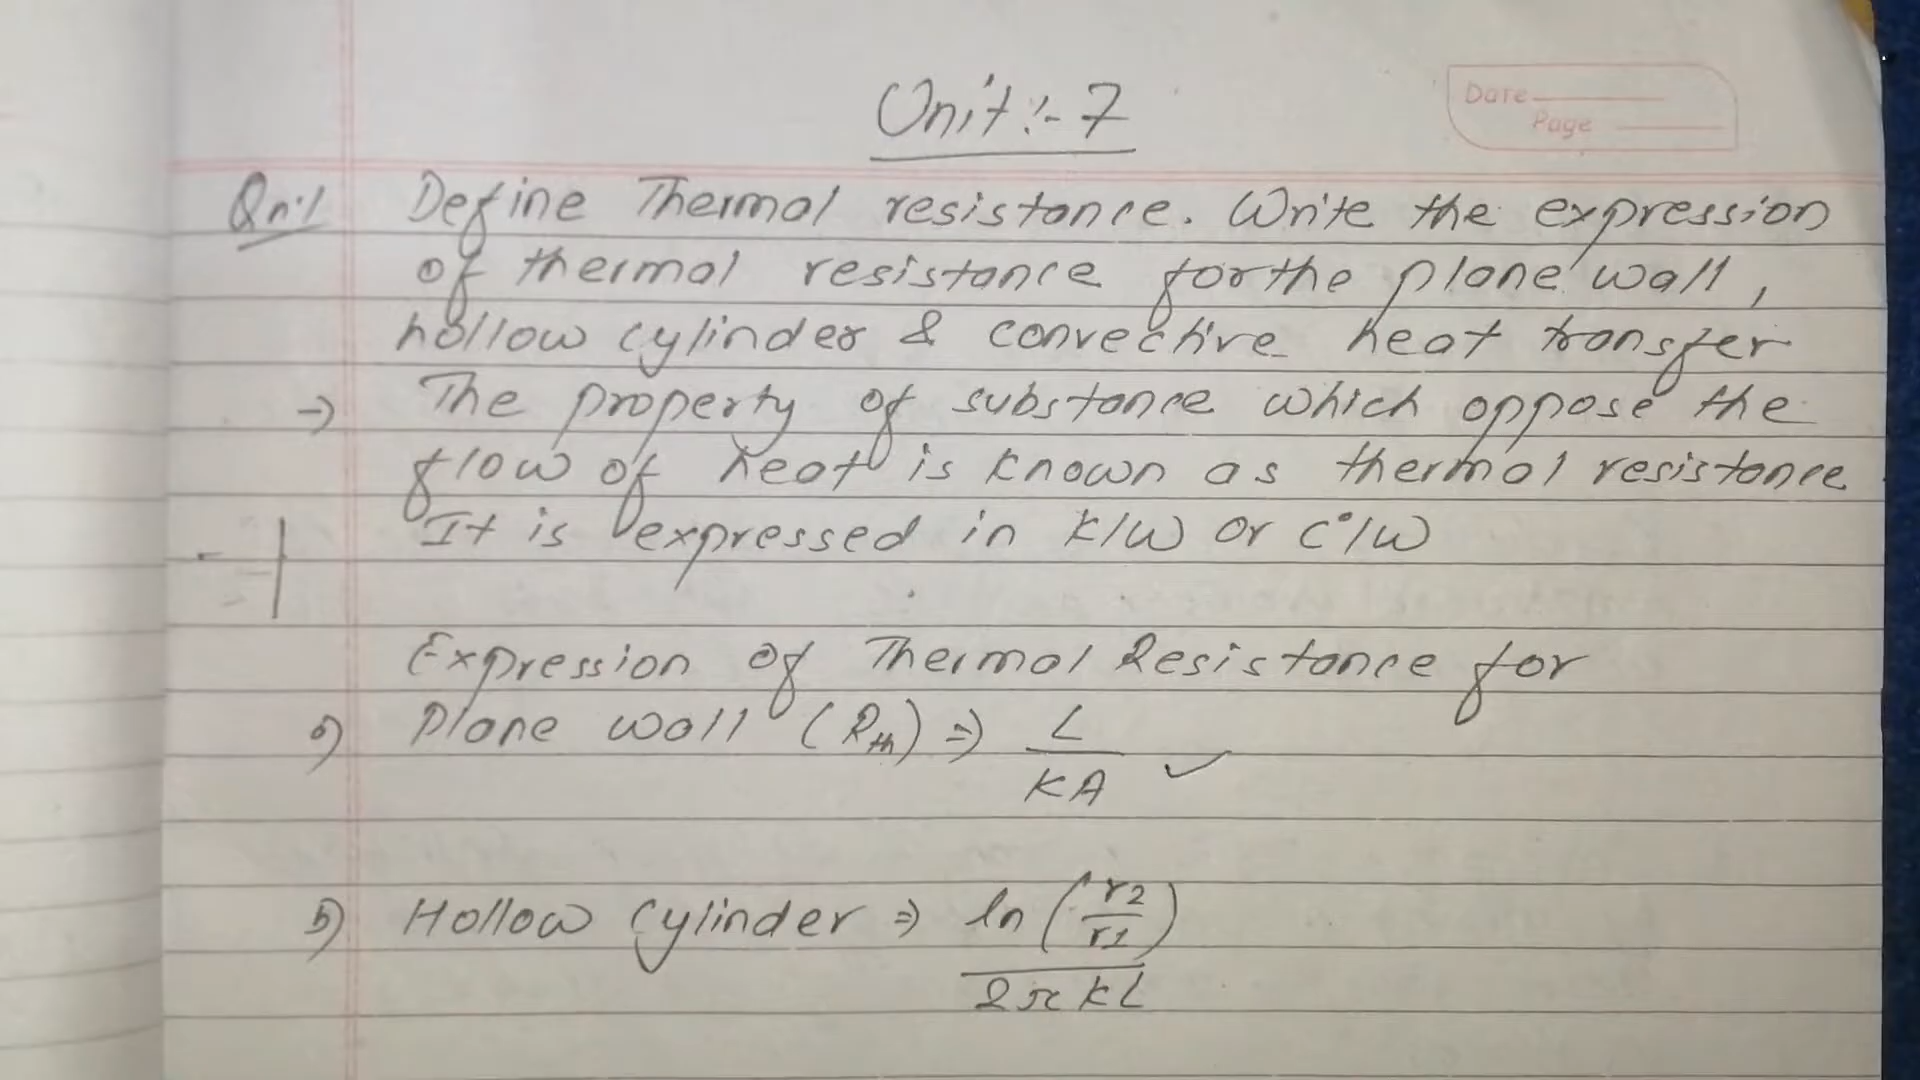 Unit :- 7
Date
Page
Qn.1 Define Thermal resistance. Write the expression
of thermal resistance for the plane wall,
hollow cylinder & convective heat transfer
→ The property of substance which oppose the
flow of heat is known as thermal resistance
It is expressed in K/W or C°/W
Expression of Thermal Resistance for
a) Plane wall (Rth) ⇒ L
KA ✓
b) Hollow Cylinder ⇒ ln (r2/r1)
2π KL